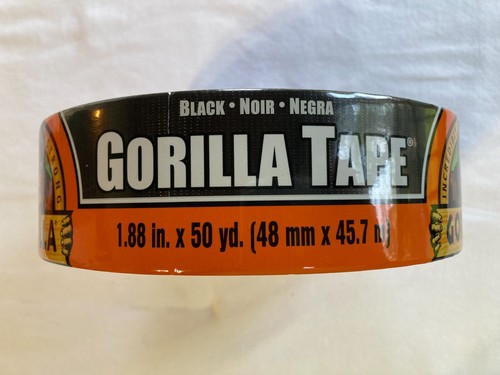 BLACK • NOIR • NEGRA
GORILLA TAPE®
1.88 in. x 50 yd. (48 mm x 45.7 m)